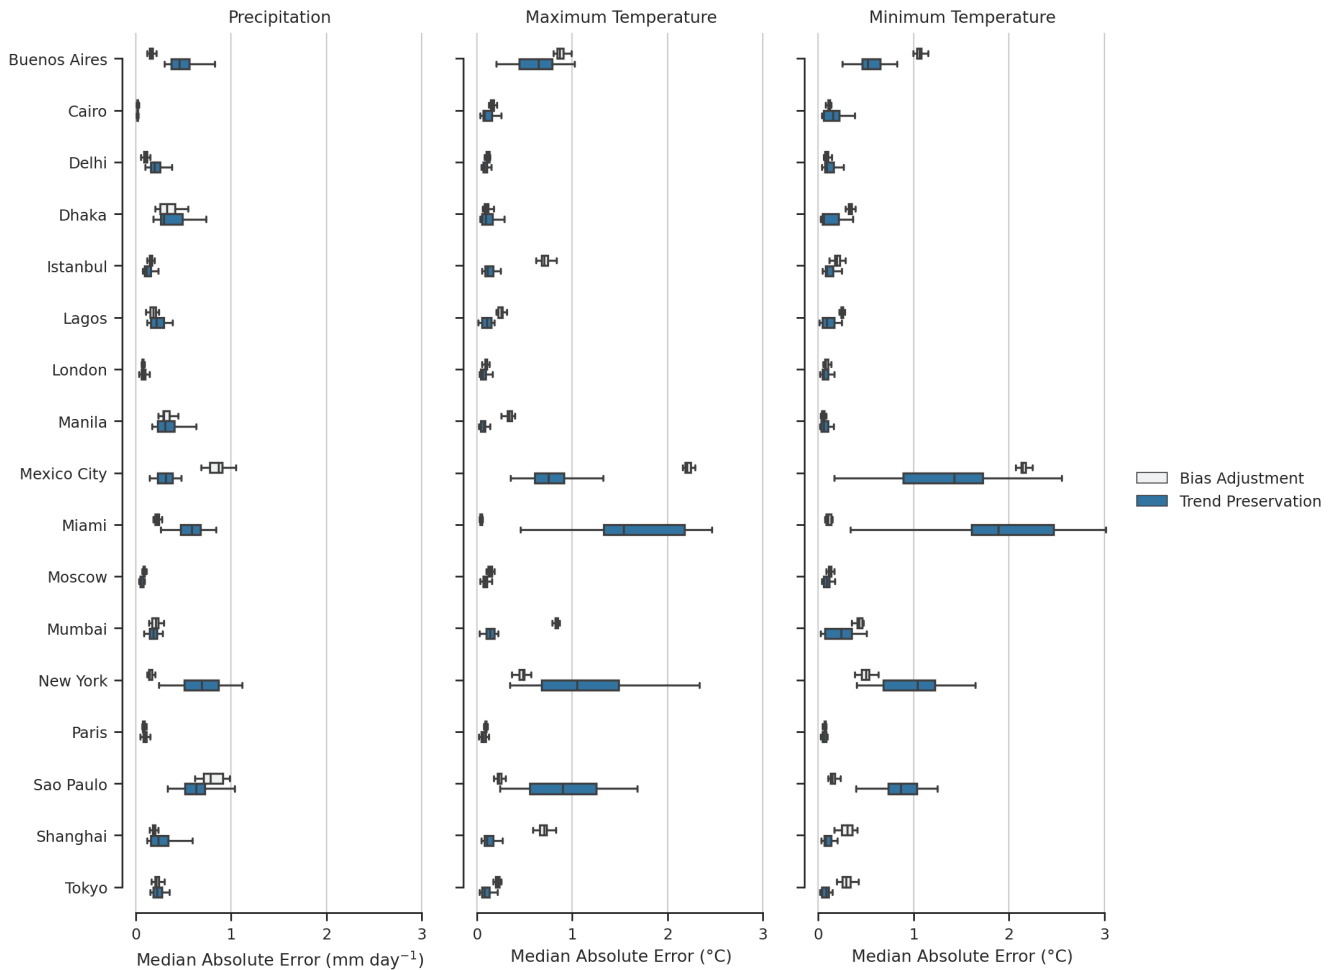 Precipitation
Maximum Temperature
Minimum Temperature
Buenos Aires
Cairo
Delhi
Dhaka
Istanbul
Lagos
London
Manila
Mexico City
Miami
Moscow
Mumbai
New York
Paris
Sao Paulo
Shanghai
Tokyo
0 1 2 3
0 1 2 3
0 1 2 3
Median Absolute Error (mm day⁻¹)
Median Absolute Error (°C)
Median Absolute Error (°C)
Bias Adjustment
Trend Preservation